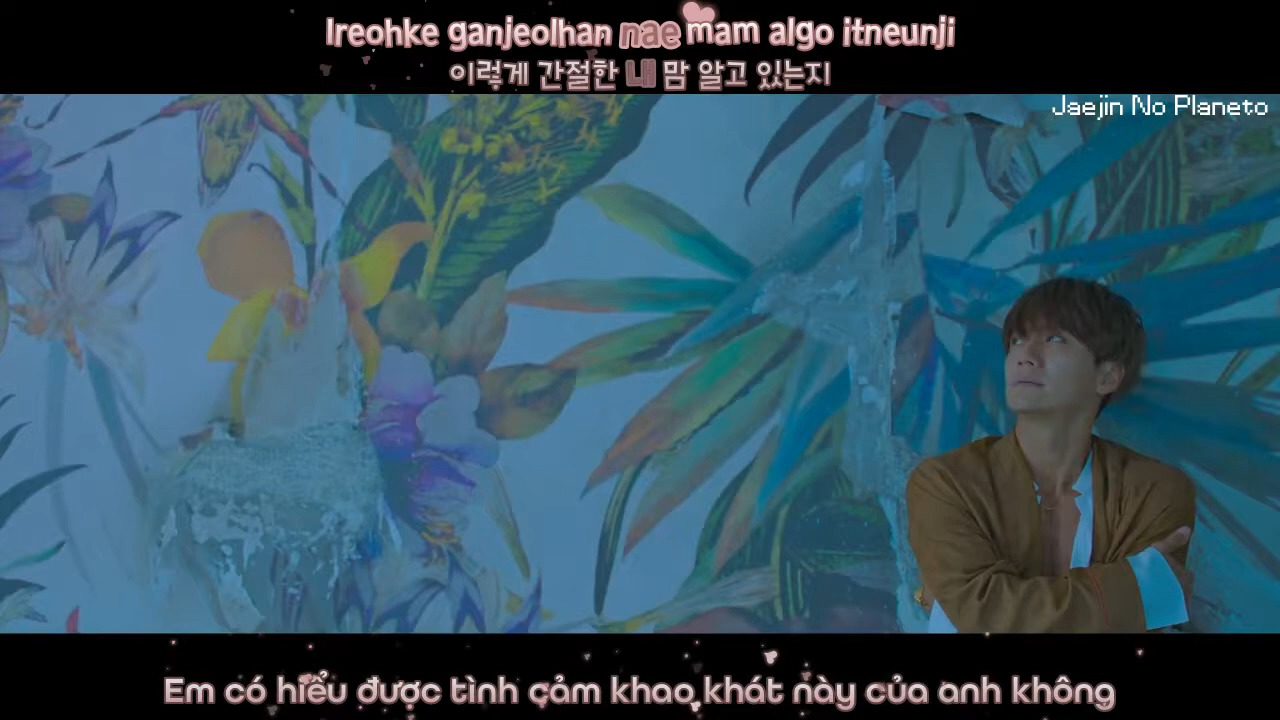 Ireohke ganjeolhan nae mam algo itneunji
이렇게 간절한 내 맘 알고 있는지
Jaejin No Planeto
Em có hiểu được tình cảm khao khát này của anh không